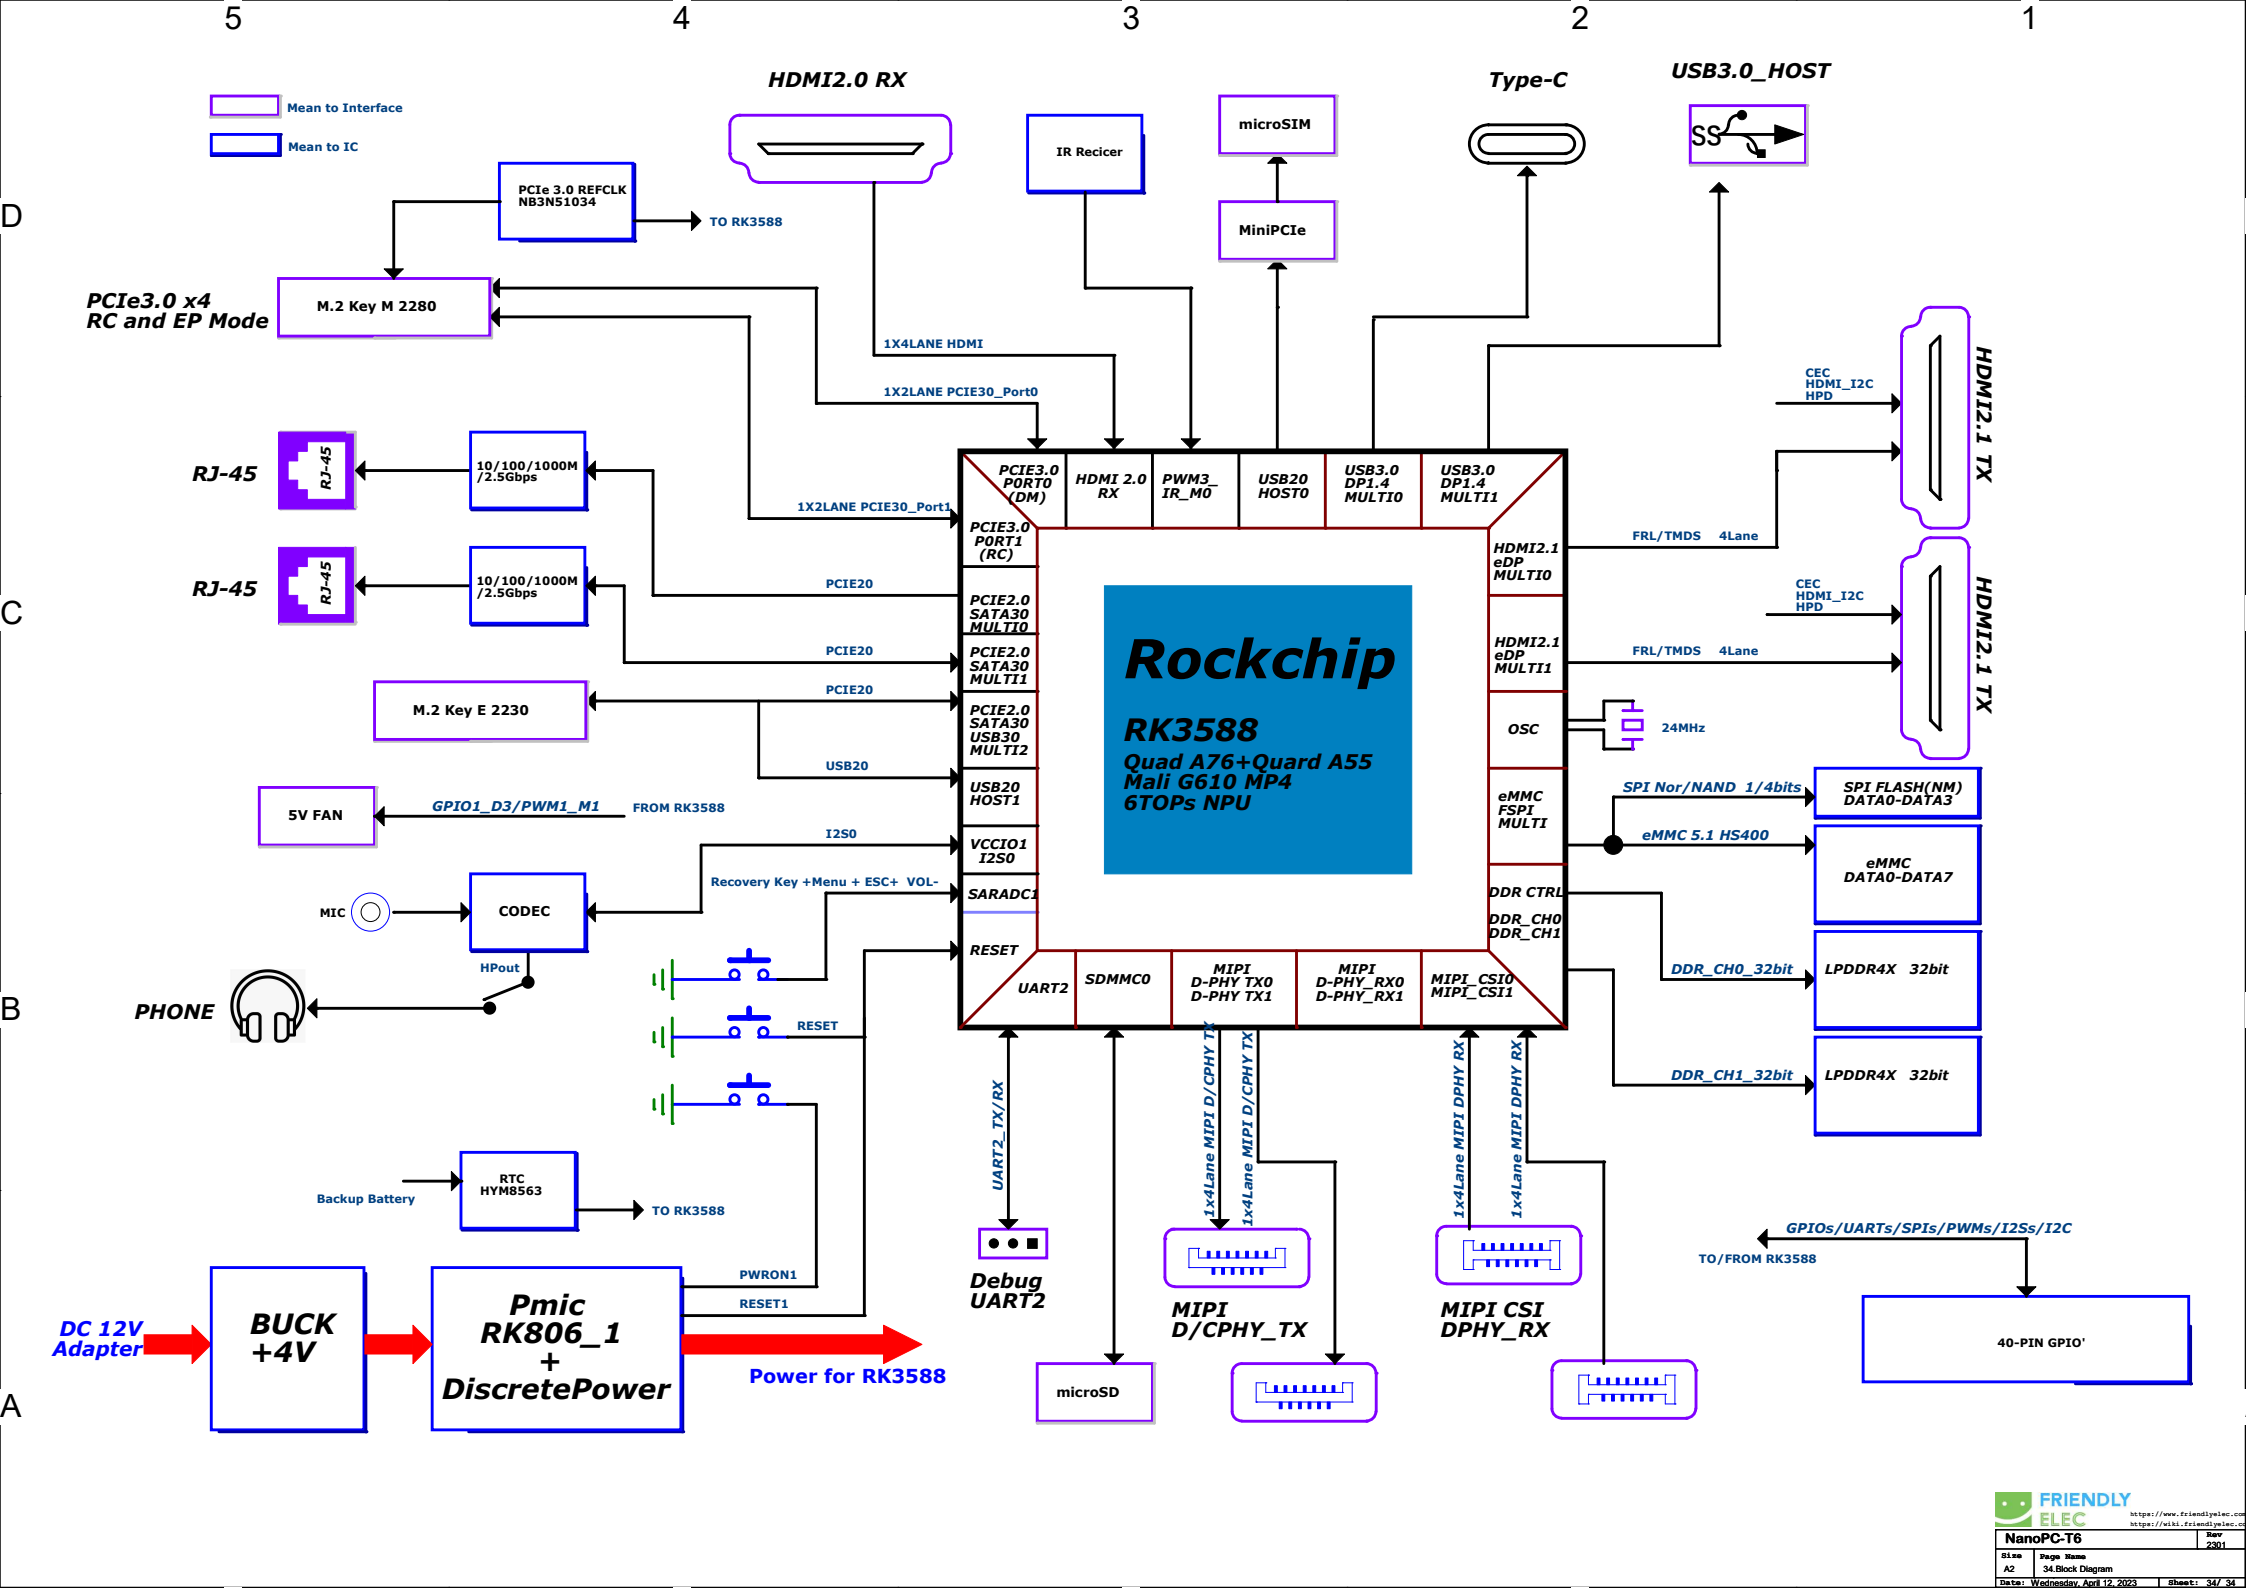 5
4
3
2
1
D
C
B
A
Mean to Interface
Mean to IC
HDMI2.0 RX
IR Recicer
microSIM
MiniPCIe
Type-C
USB3.0_HOST
SS
PCIe 3.0 REFCLK
NB3N51034
TO RK3588
PCIe3.0 x4
RC and EP Mode
M.2 Key M 2280
1X4LANE HDMI
1X2LANE PCIE30_Port0
1X2LANE PCIE30_Port1
RJ-45
RJ-45
10/100/1000M
/2.5Gbps
PCIE20
RJ-45
RJ-45
10/100/1000M
/2.5Gbps
PCIE20
M.2 Key E 2230
PCIE20
USB20
5V FAN
GPIO1_D3/PWM1_M1
FROM RK3588
I2S0
Recovery Key +Menu + ESC+ VOL-
MIC
CODEC
HPout
PHONE
RESET
Backup Battery
RTC
HYM8563
TO RK3588
PWRON1
RESET1
DC 12V
Adapter
BUCK
+4V
Pmic
RK806_1
+
DiscretePower
Power for RK3588
PCIE3.0
P0RT0
(DM)
HDMI 2.0
RX
PWM3_
IR_M0
USB20
HOST0
USB3.0
DP1.4
MULTI0
USB3.0
DP1.4
MULTI1
PCIE3.0
P0RT1
(RC)
PCIE2.0
SATA30
MULTI0
PCIE2.0
SATA30
MULTI1
PCIE2.0
SATA30
USB30
MULTI2
USB20
HOST1
VCCIO1
I2S0
SARADC1
RESET
UART2
SDMMC0
MIPI
D-PHY TX0
D-PHY TX1
MIPI
D-PHY_RX0
D-PHY_RX1
MIPI_CSI0
MIPI_CSI1
Rockchip
RK3588
Quad A76+Quard A55
Mali G610 MP4
6TOPs NPU
HDMI2.1
eDP
MULTI0
HDMI2.1
eDP
MULTI1
OSC
eMMC
FSPI
MULTI
DDR CTRL
DDR_CH0
DDR_CH1
CEC
HDMI_I2C
HPD
FRL/TMDS 4Lane
HDMI2.1 TX
CEC
HDMI_I2C
HPD
FRL/TMDS 4Lane
HDMI2.1 TX
24MHz
SPI Nor/NAND 1/4bits
SPI FLASH(NM)
DATA0-DATA3
eMMC 5.1 HS400
eMMC
DATA0-DATA7
DDR_CH0_32bit
LPDDR4X 32bit
DDR_CH1_32bit
LPDDR4X 32bit
UART2_TX/RX
1x4Lane MIPI D/CPHY TX
1x4Lane MIPI D/CPHY TX
1x4Lane MIPI DPHY RX
1x4Lane MIPI DPHY RX
Debug
UART2
microSD
MIPI
D/CPHY_TX
MIPI CSI
DPHY_RX
GPIOs/UARTs/SPIs/PWMs/I2Ss/I2C
TO/FROM RK3588
40-PIN GPIO'
FRIENDLY
ELEC
https://www.friendlyelec.com
https://wiki.friendlyelec.co
NanoPC-T6
Rev
2301
Size
Page Name
A2
34.Block Diagram
Date: Wednesday, April 12, 2023
Sheet: 34/ 34